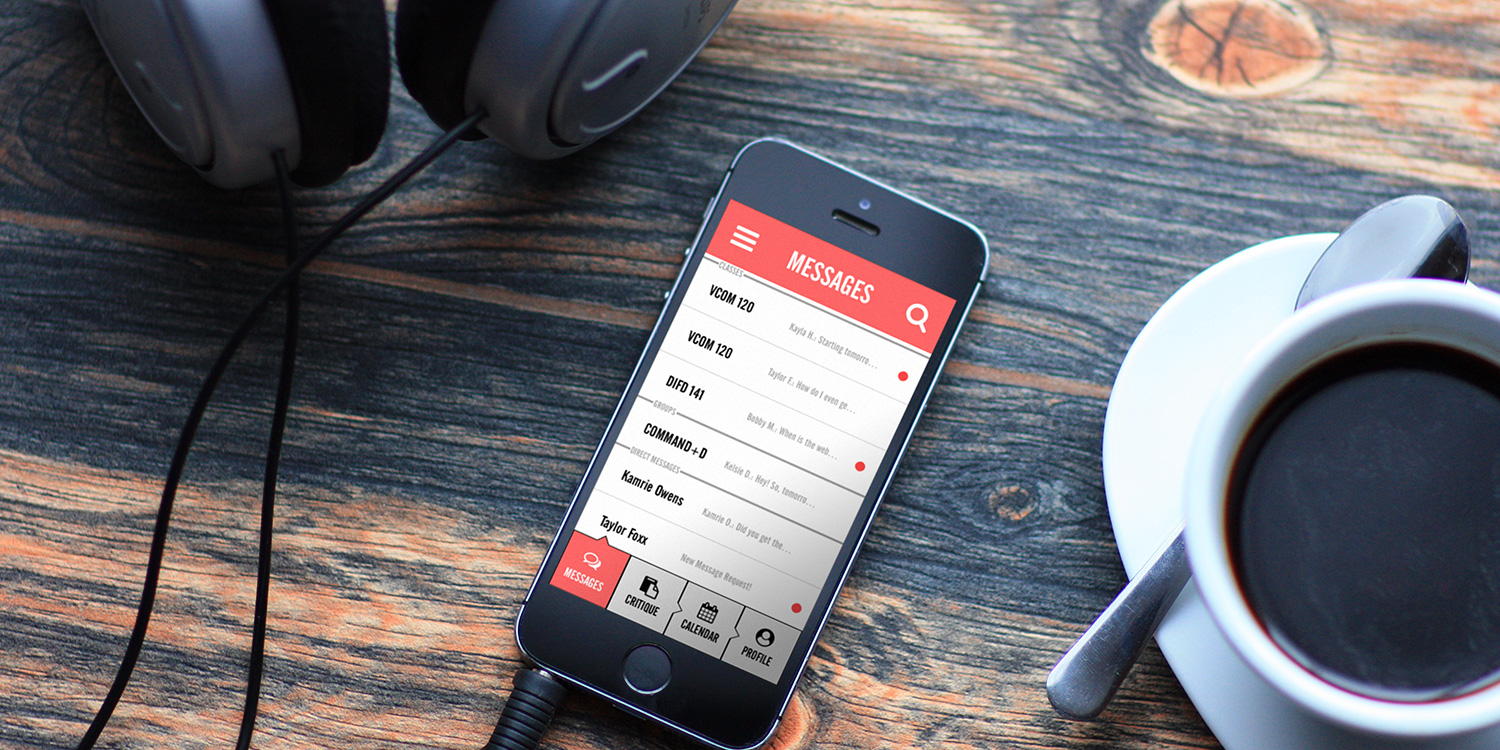 MESSAGES
CLASSES
VCOM 120
Kayla H.: Starting tomorro...
VCOM 120
Taylor E.: How do I even ge...
DIFD 141
Bobby M.: When is the web...
GROUPS
COMMAND+D
Kelsie D.: Hey! So, tomorro...
DIRECT MESSAGES
Kamrie Owens
Kamrie O.: Did you get the...
Taylor Foxx
New Message Request!
MESSAGES
CRITIQUE
CALENDAR
PROFILE